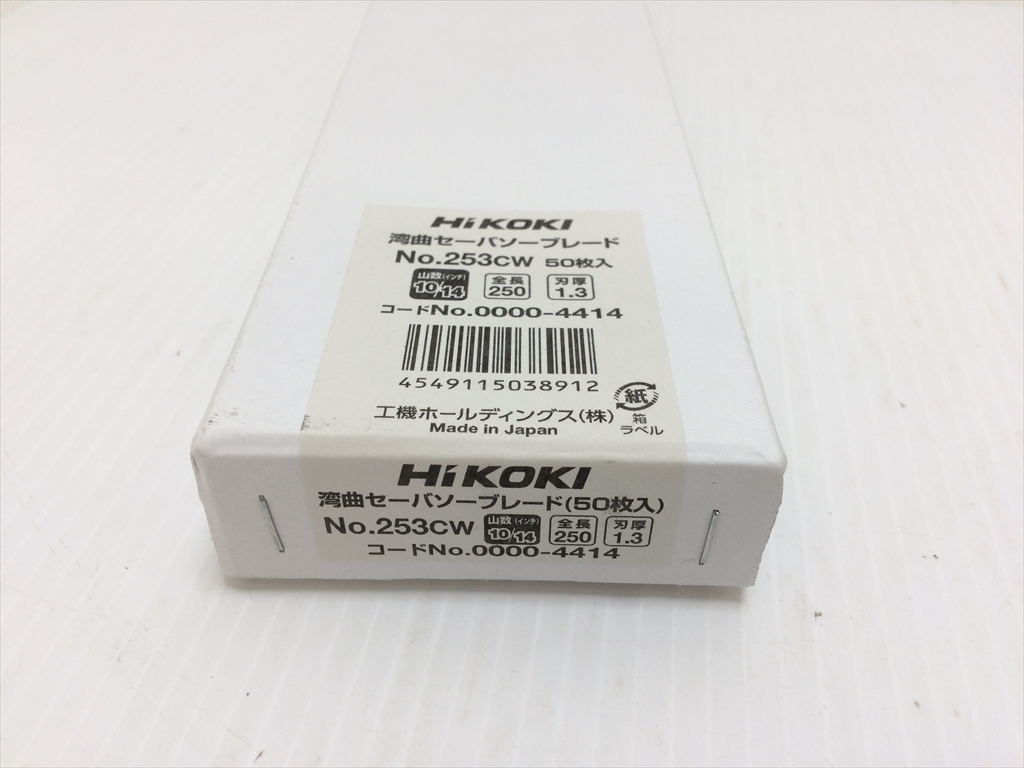 HiKOKI
湾曲セーバソーブレード
No.253CW 50枚入
山数(インチ) 10/14 全長 250 刃厚 1.3
コードNo.0000-4414
4549115038912
工機ホールディングス(株)
Made in Japan
紙
箱
ラベル
HiKOKI
湾曲セーバソーブレード(50枚入)
No.253CW 山数(インチ) 10/14 全長 250 刃厚 1.3
コードNo.0000-4414